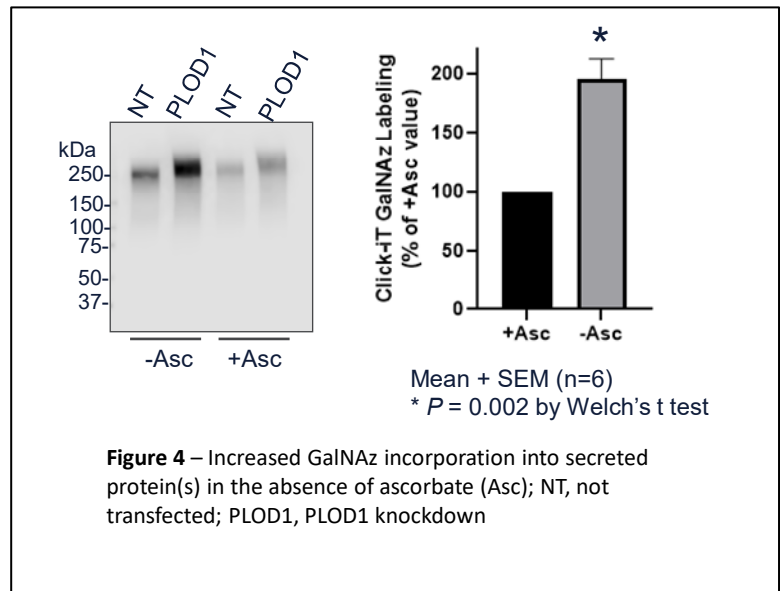 NT PLOD1 NT PLOD1
kDa
250-
150-
100-
75-
50-
37-
-Asc +Asc
*
Click-iT GalNAz Labeling
(% of +Asc value)
200
150
100
50
0
+Asc -Asc
Mean + SEM (n=6)
* P = 0.002 by Welch's t test
Figure 4 – Increased GalNAz incorporation into secreted
protein(s) in the absence of ascorbate (Asc); NT, not
transfected; PLOD1, PLOD1 knockdown